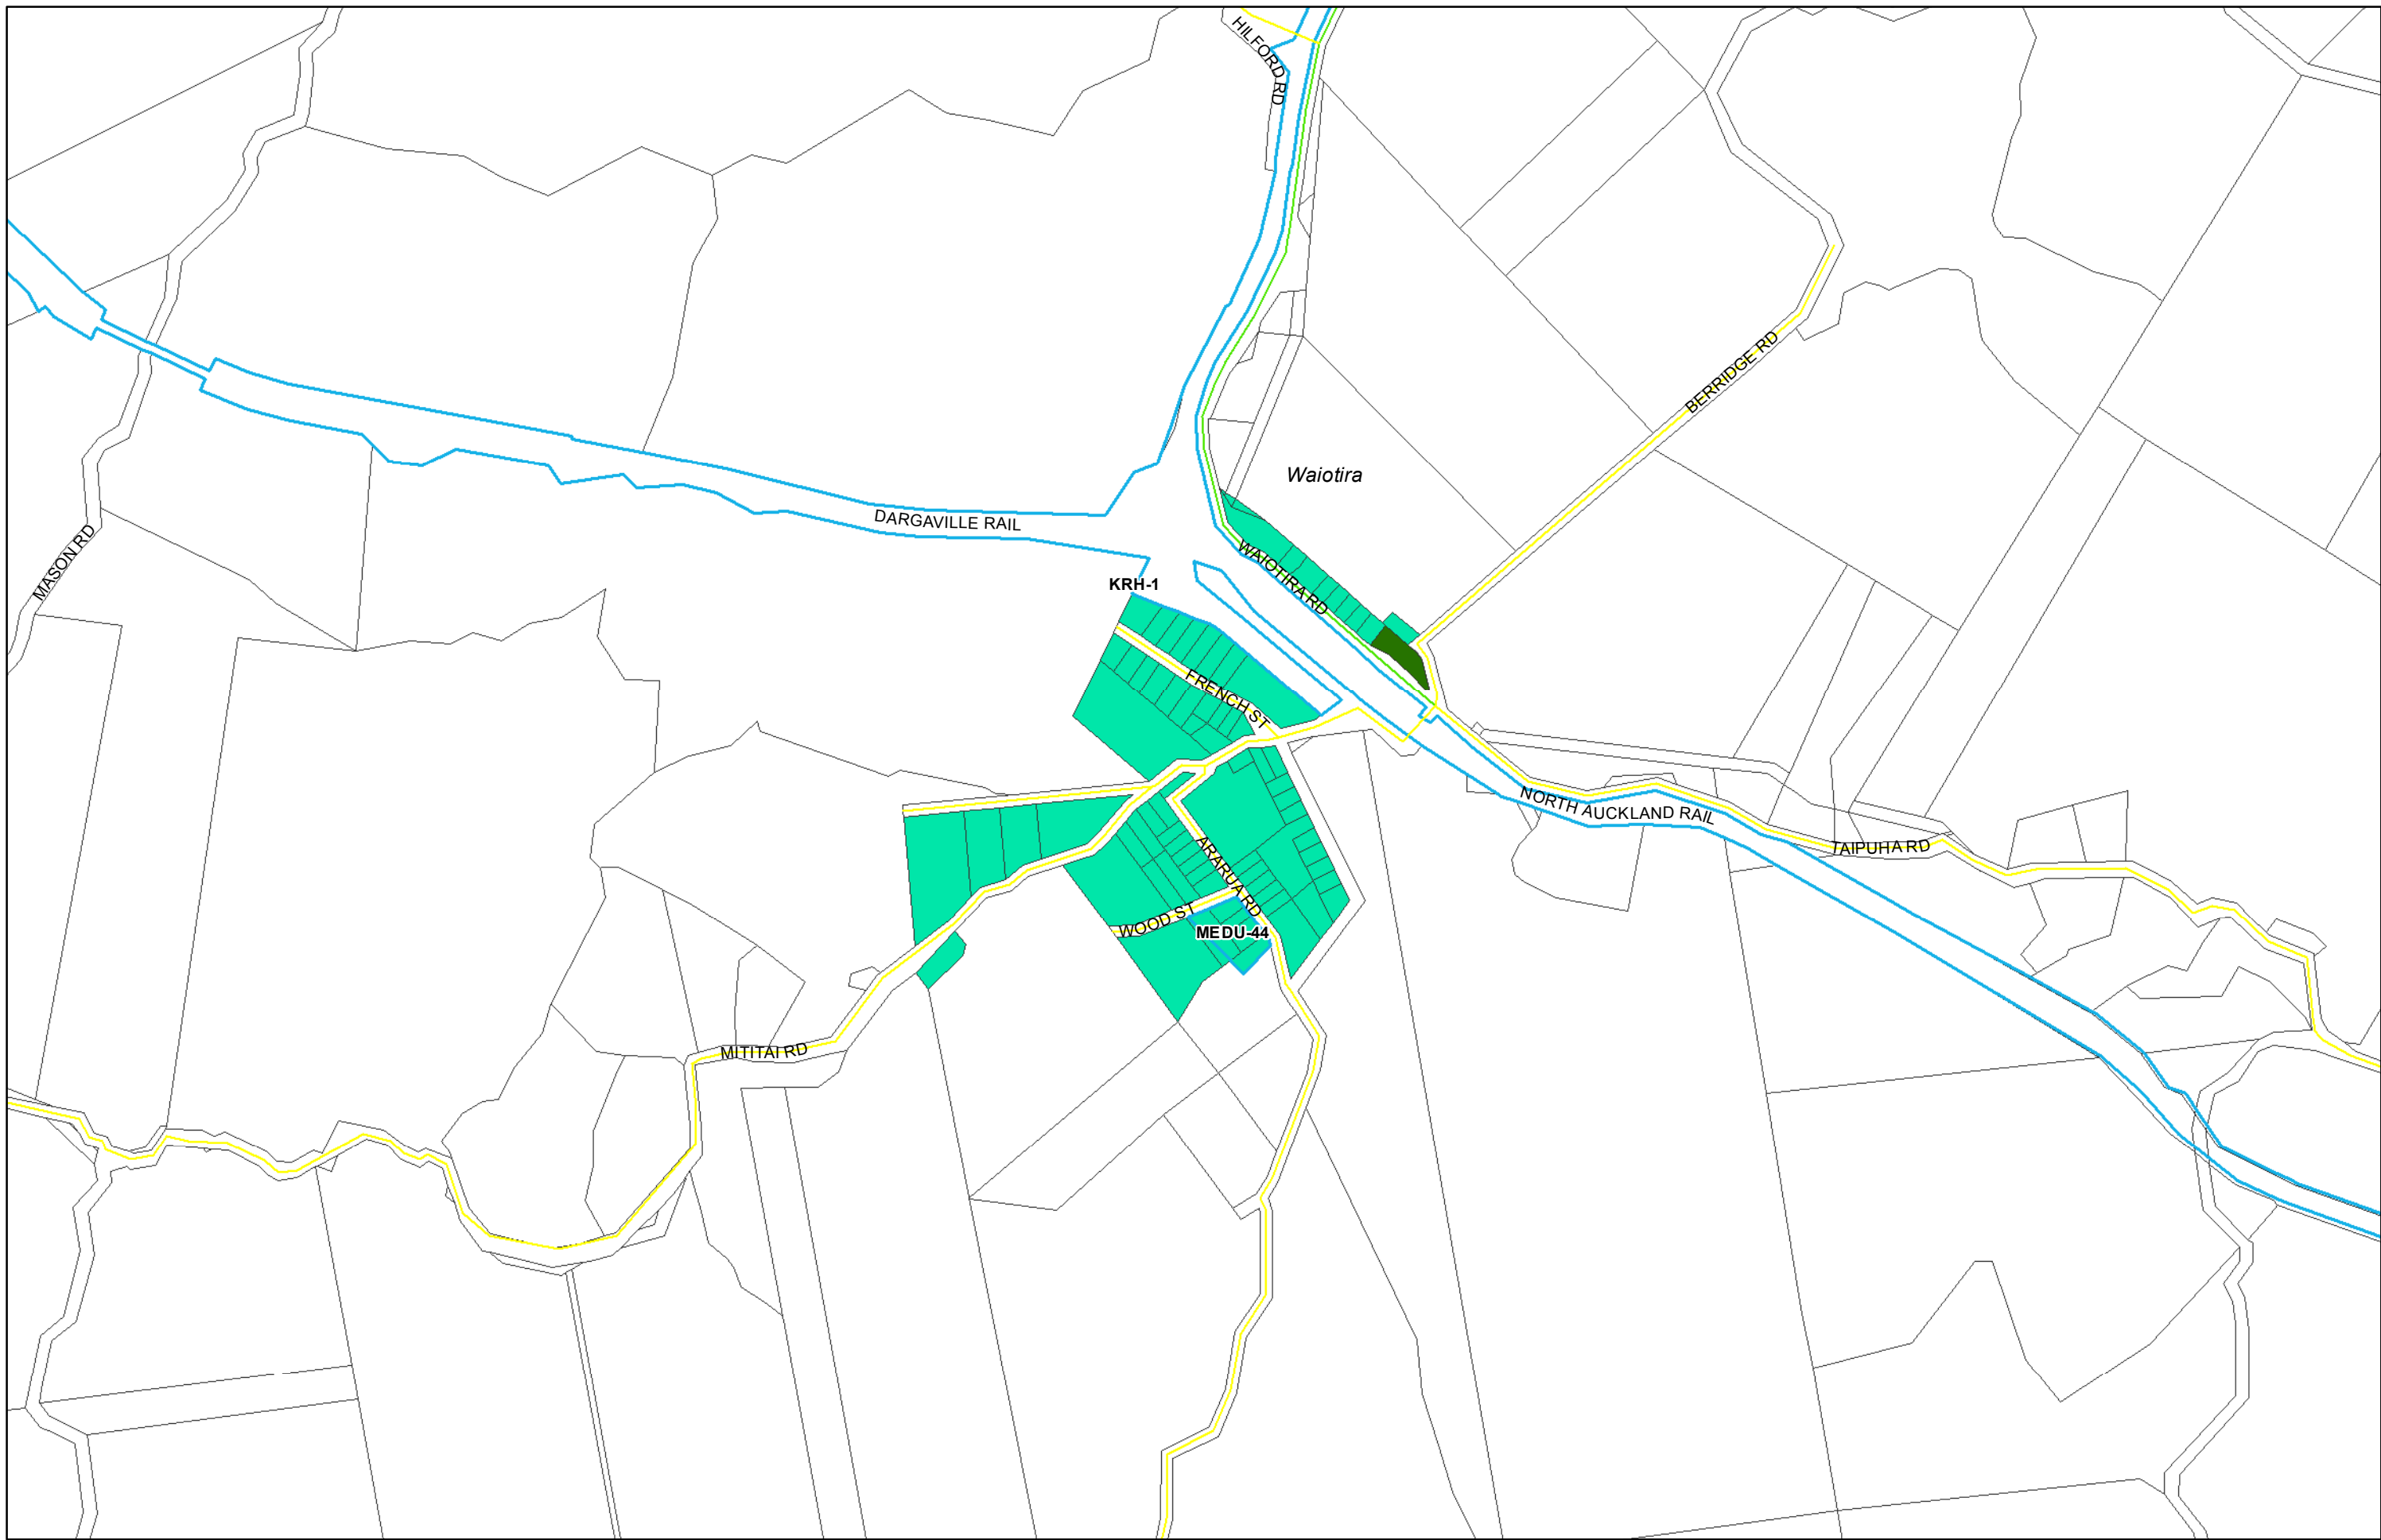 HILFORD RD
BERRIDGE RD
Waiotira
DARGAVILLE RAIL
MASON RD
WAIOTIRA RD
KRH-1
FRENCH ST
NORTH AUCKLAND RAIL
TAIPUHA RD
ARARUA RD
WOOD ST
MEDU-44
MITITAI RD